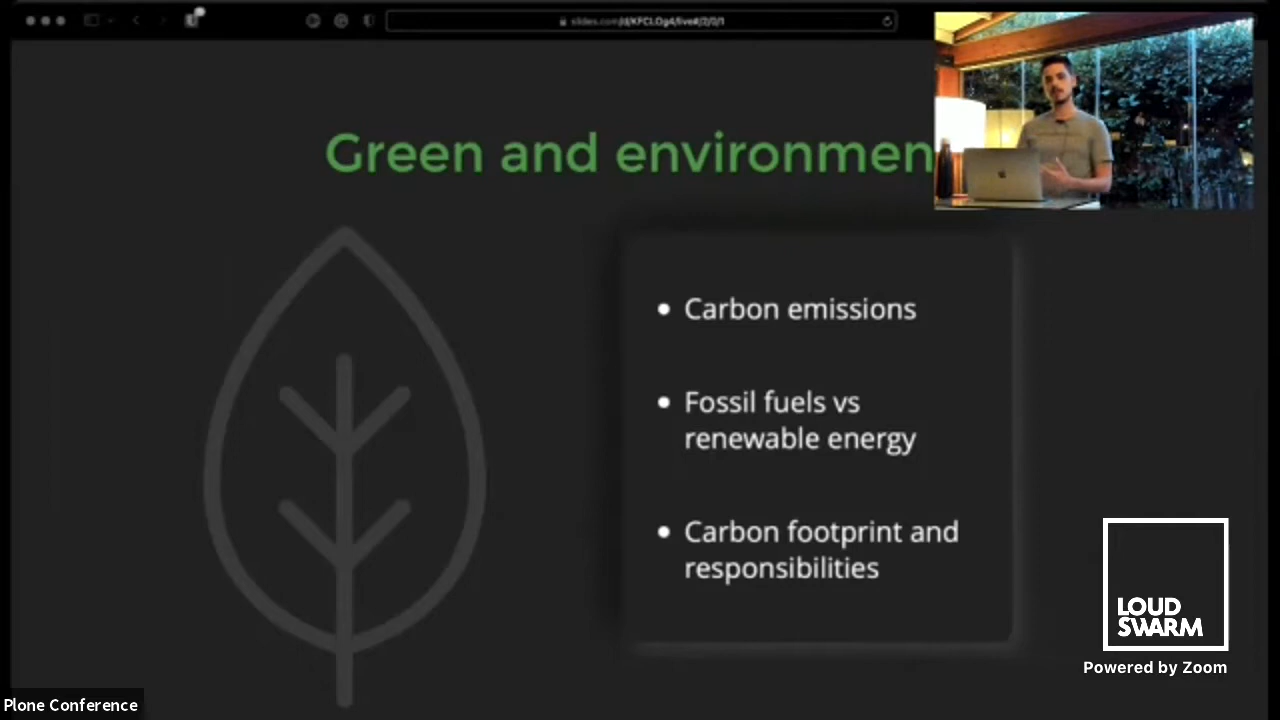 Green and environmen
Carbon emissions
Fossil fuels vs
renewable energy
Carbon footprint and
responsibilities
LOUD
SWARM
Powered by Zoom
Plone Conference